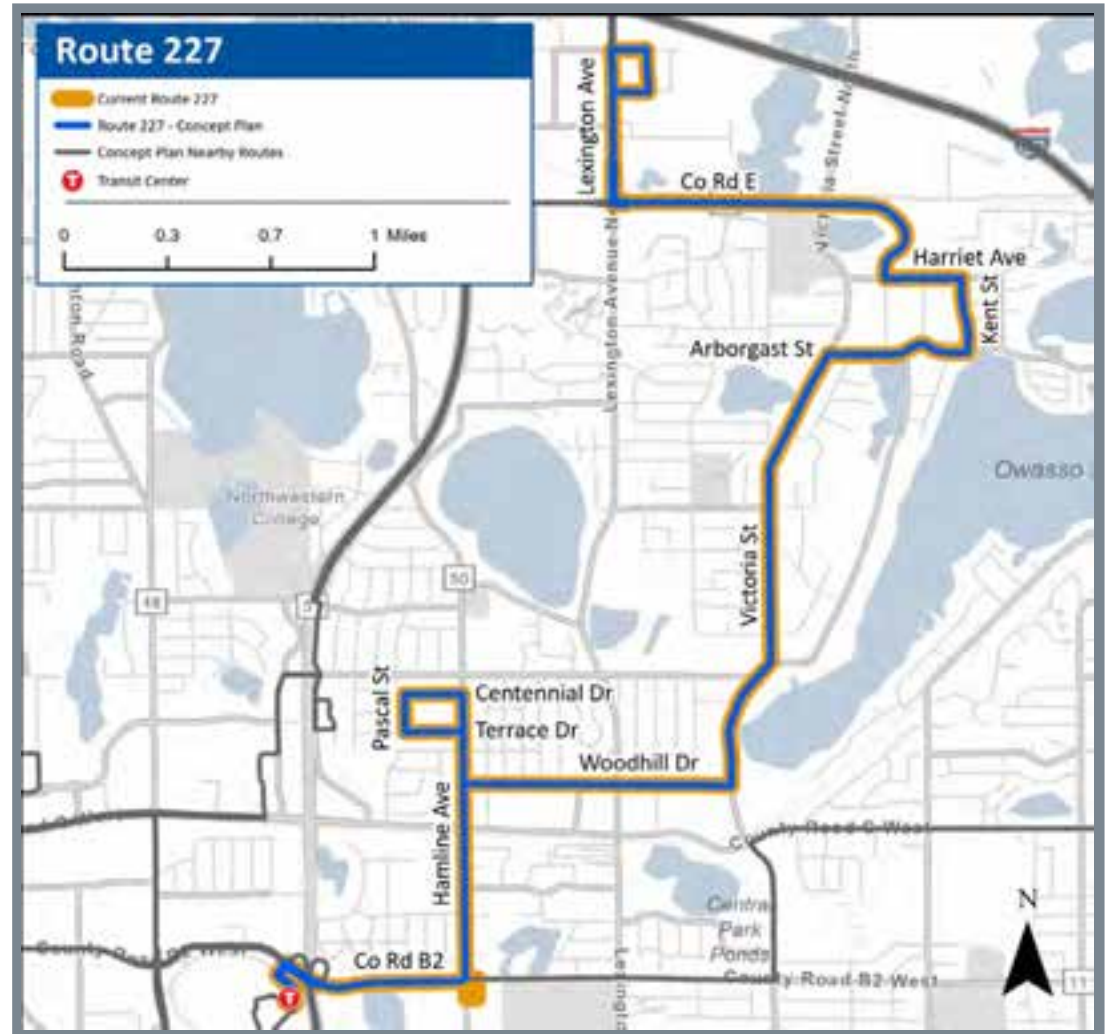 Route 227
Current Route 227
Route 227 - Concept Plan
Concept Plan Nearby Routes
T Transit Center
0 0.3 0.7 1 Miles
Lexington Ave
Co Rd E
Harriet Ave
Kent St
Arborgast St
Owasso
Northwestern
College
50
48
Victoria St
Pascal St
Centennial Dr
Terrace Dr
Woodhill Dr
Hamline Ave
County Road C West
Central
Park
Ponds
N
Co Rd B2
County Road B2 West
T
11